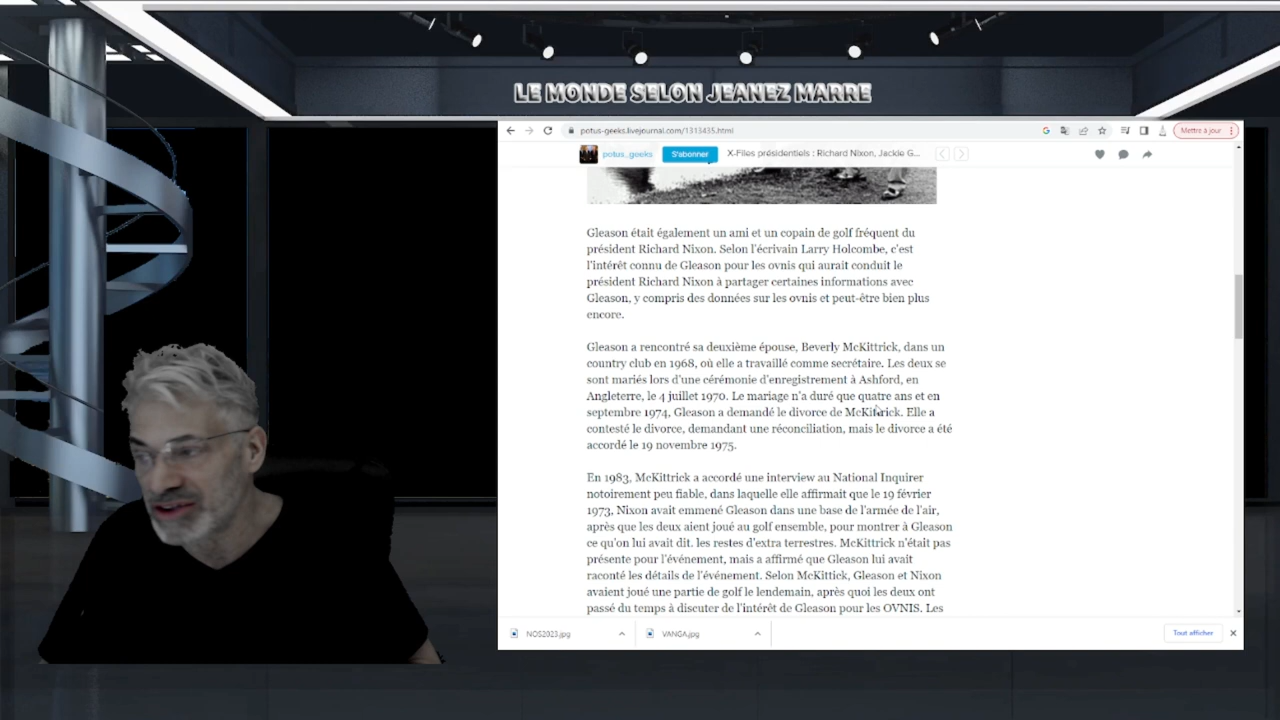 LE MONDE SELON JEANEZ MARRE
potus-geeks.livejournal.com/1313435.html
Mettre à jour
potus_geeks
S'abonner
X-Files présidentiels : Richard Nixon, Jackie G...
Gleason était également un ami et un copain de golf fréquent du
président Richard Nixon. Selon l'écrivain Larry Holcombe, c'est
l'intérêt connu de Gleason pour les ovnis qui aurait conduit le
président Richard Nixon à partager certaines informations avec
Gleason, y compris des données sur les ovnis et peut-être bien plus
encore.
Gleason a rencontré sa deuxième épouse, Beverly McKittrick, dans un
country club en 1968, où elle a travaillé comme secrétaire. Les deux se
sont mariés lors d'une cérémonie d'enregistrement à Ashford, en
Angleterre, le 4 juillet 1970. Le mariage n'a duré que quatre ans et en
septembre 1974, Gleason a demandé le divorce de McKittrick. Elle a
contesté le divorce, demandant une réconciliation, mais le divorce a été
accordé le 19 novembre 1975.
En 1983, McKittrick a accordé une interview au National Inquirer
notoirement peu fiable, dans laquelle elle affirmait que le 19 février
1973, Nixon avait emmené Gleason dans une base de l'armée de l'air,
après que les deux aient joué au golf ensemble, pour montrer à Gleason
ce qu'on lui avait dit. les restes d'extra terrestres. McKittrick n'était pas
présente pour l'événement, mais a affirmé que Gleason lui avait
raconté les détails de l'événement. Selon McKittick, Gleason et Nixon
avaient joué une partie de golf le lendemain, après quoi les deux ont
passé du temps à discuter de l'intérêt de Gleason pour les OVNIS. Les
NOS2023.jpg
VANGA.jpg
Tout afficher